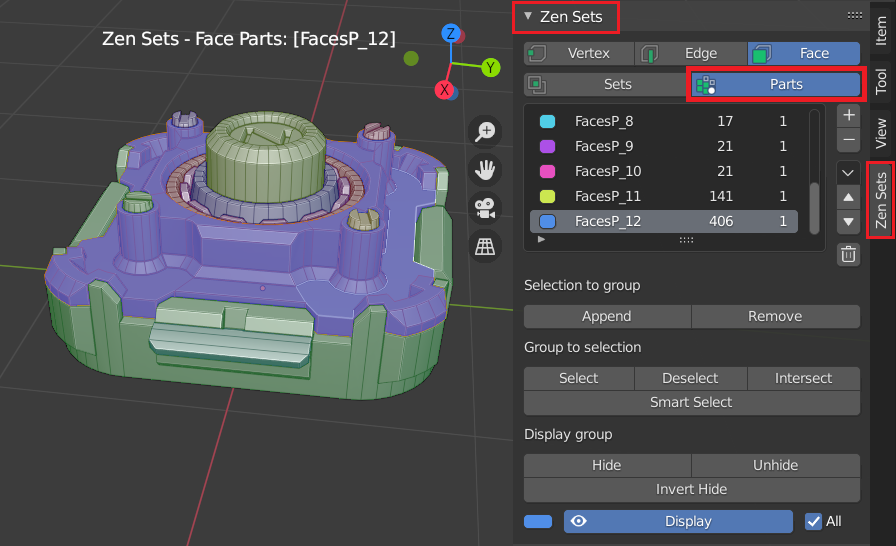 Zen Sets - Face Parts: [FacesP_12]
Z
Y
X
Zen Sets
Vertex Edge Face
Sets Parts
FacesP_8 17 1
FacesP_9 21 1
FacesP_10 21 1
FacesP_11 141 1
FacesP_12 406 1
Selection to group
Append Remove
Group to selection
Select Deselect Intersect
Smart Select
Display group
Hide Unhide
Invert Hide
Display All
Item
Tool
View
Zen Sets